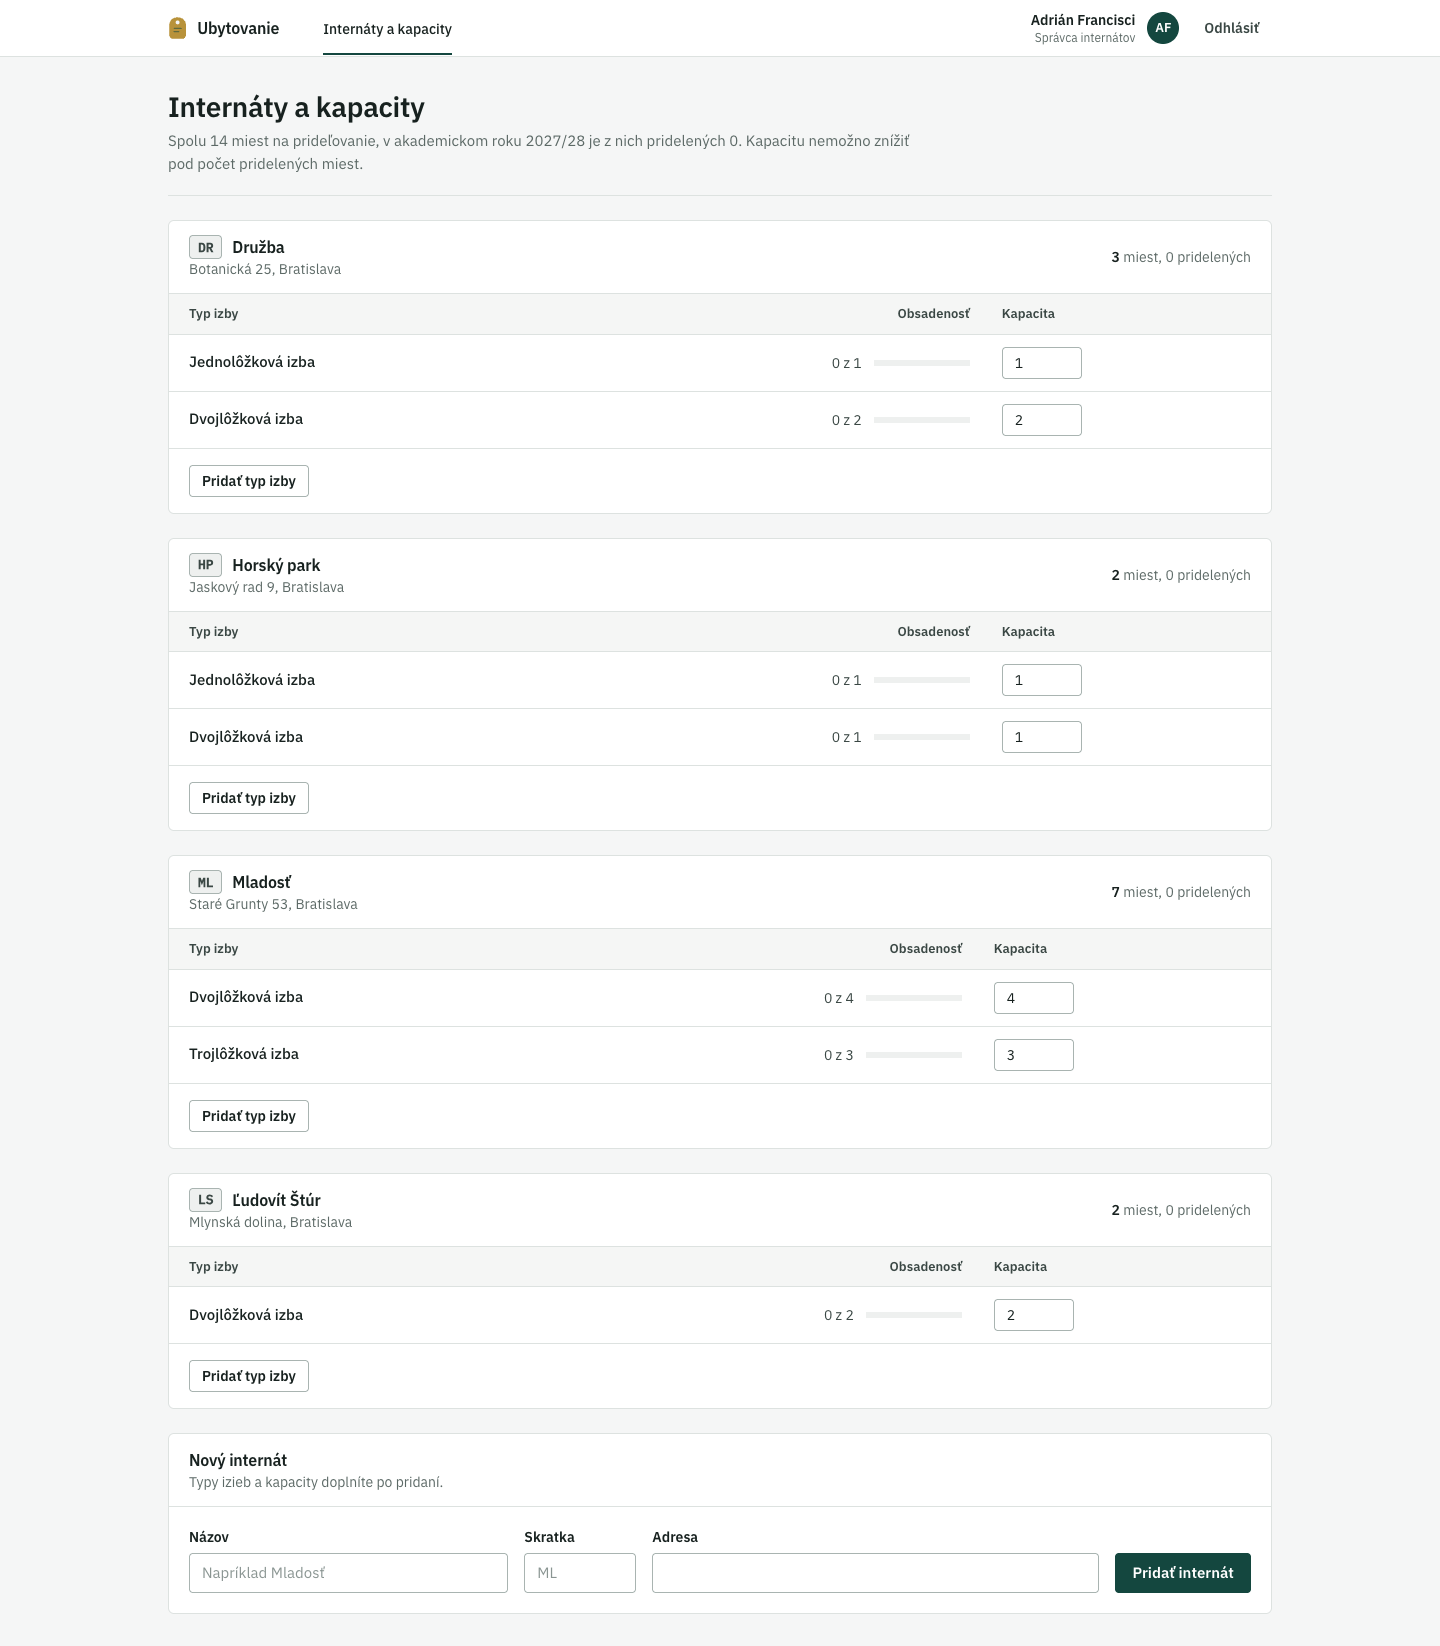 Ubytovanie
Internáty a kapacity
Adrián Francisci
Správca internátov
AF
Odhlásiť
Internáty a kapacity
Spolu 14 miest na prideľovanie, v akademickom roku 2027/28 je z nich pridelených 0. Kapacitu nemožno znížiť
pod počet pridelených miest.
DR Družba
Botanická 25, Bratislava
3 miest, 0 pridelených
Typ izby Obsadenosť Kapacita
Jednolôžková izba 0 z 1 1
Dvojlôžková izba 0 z 2 2
Pridať typ izby
HP Horský park
Jaskový rad 9, Bratislava
2 miest, 0 pridelených
Typ izby Obsadenosť Kapacita
Jednolôžková izba 0 z 1 1
Dvojlôžková izba 0 z 1 1
Pridať typ izby
ML Mladosť
Staré Grunty 53, Bratislava
7 miest, 0 pridelených
Typ izby Obsadenosť Kapacita
Dvojlôžková izba 0 z 4 4
Trojlôžková izba 0 z 3 3
Pridať typ izby
LS Ľudovít Štúr
Mlynská dolina, Bratislava
2 miest, 0 pridelených
Typ izby Obsadenosť Kapacita
Dvojlôžková izba 0 z 2 2
Pridať typ izby
Nový internát
Typy izieb a kapacity doplníte po pridaní.
Názov Skratka Adresa
Napríklad Mladosť ML Pridať internát